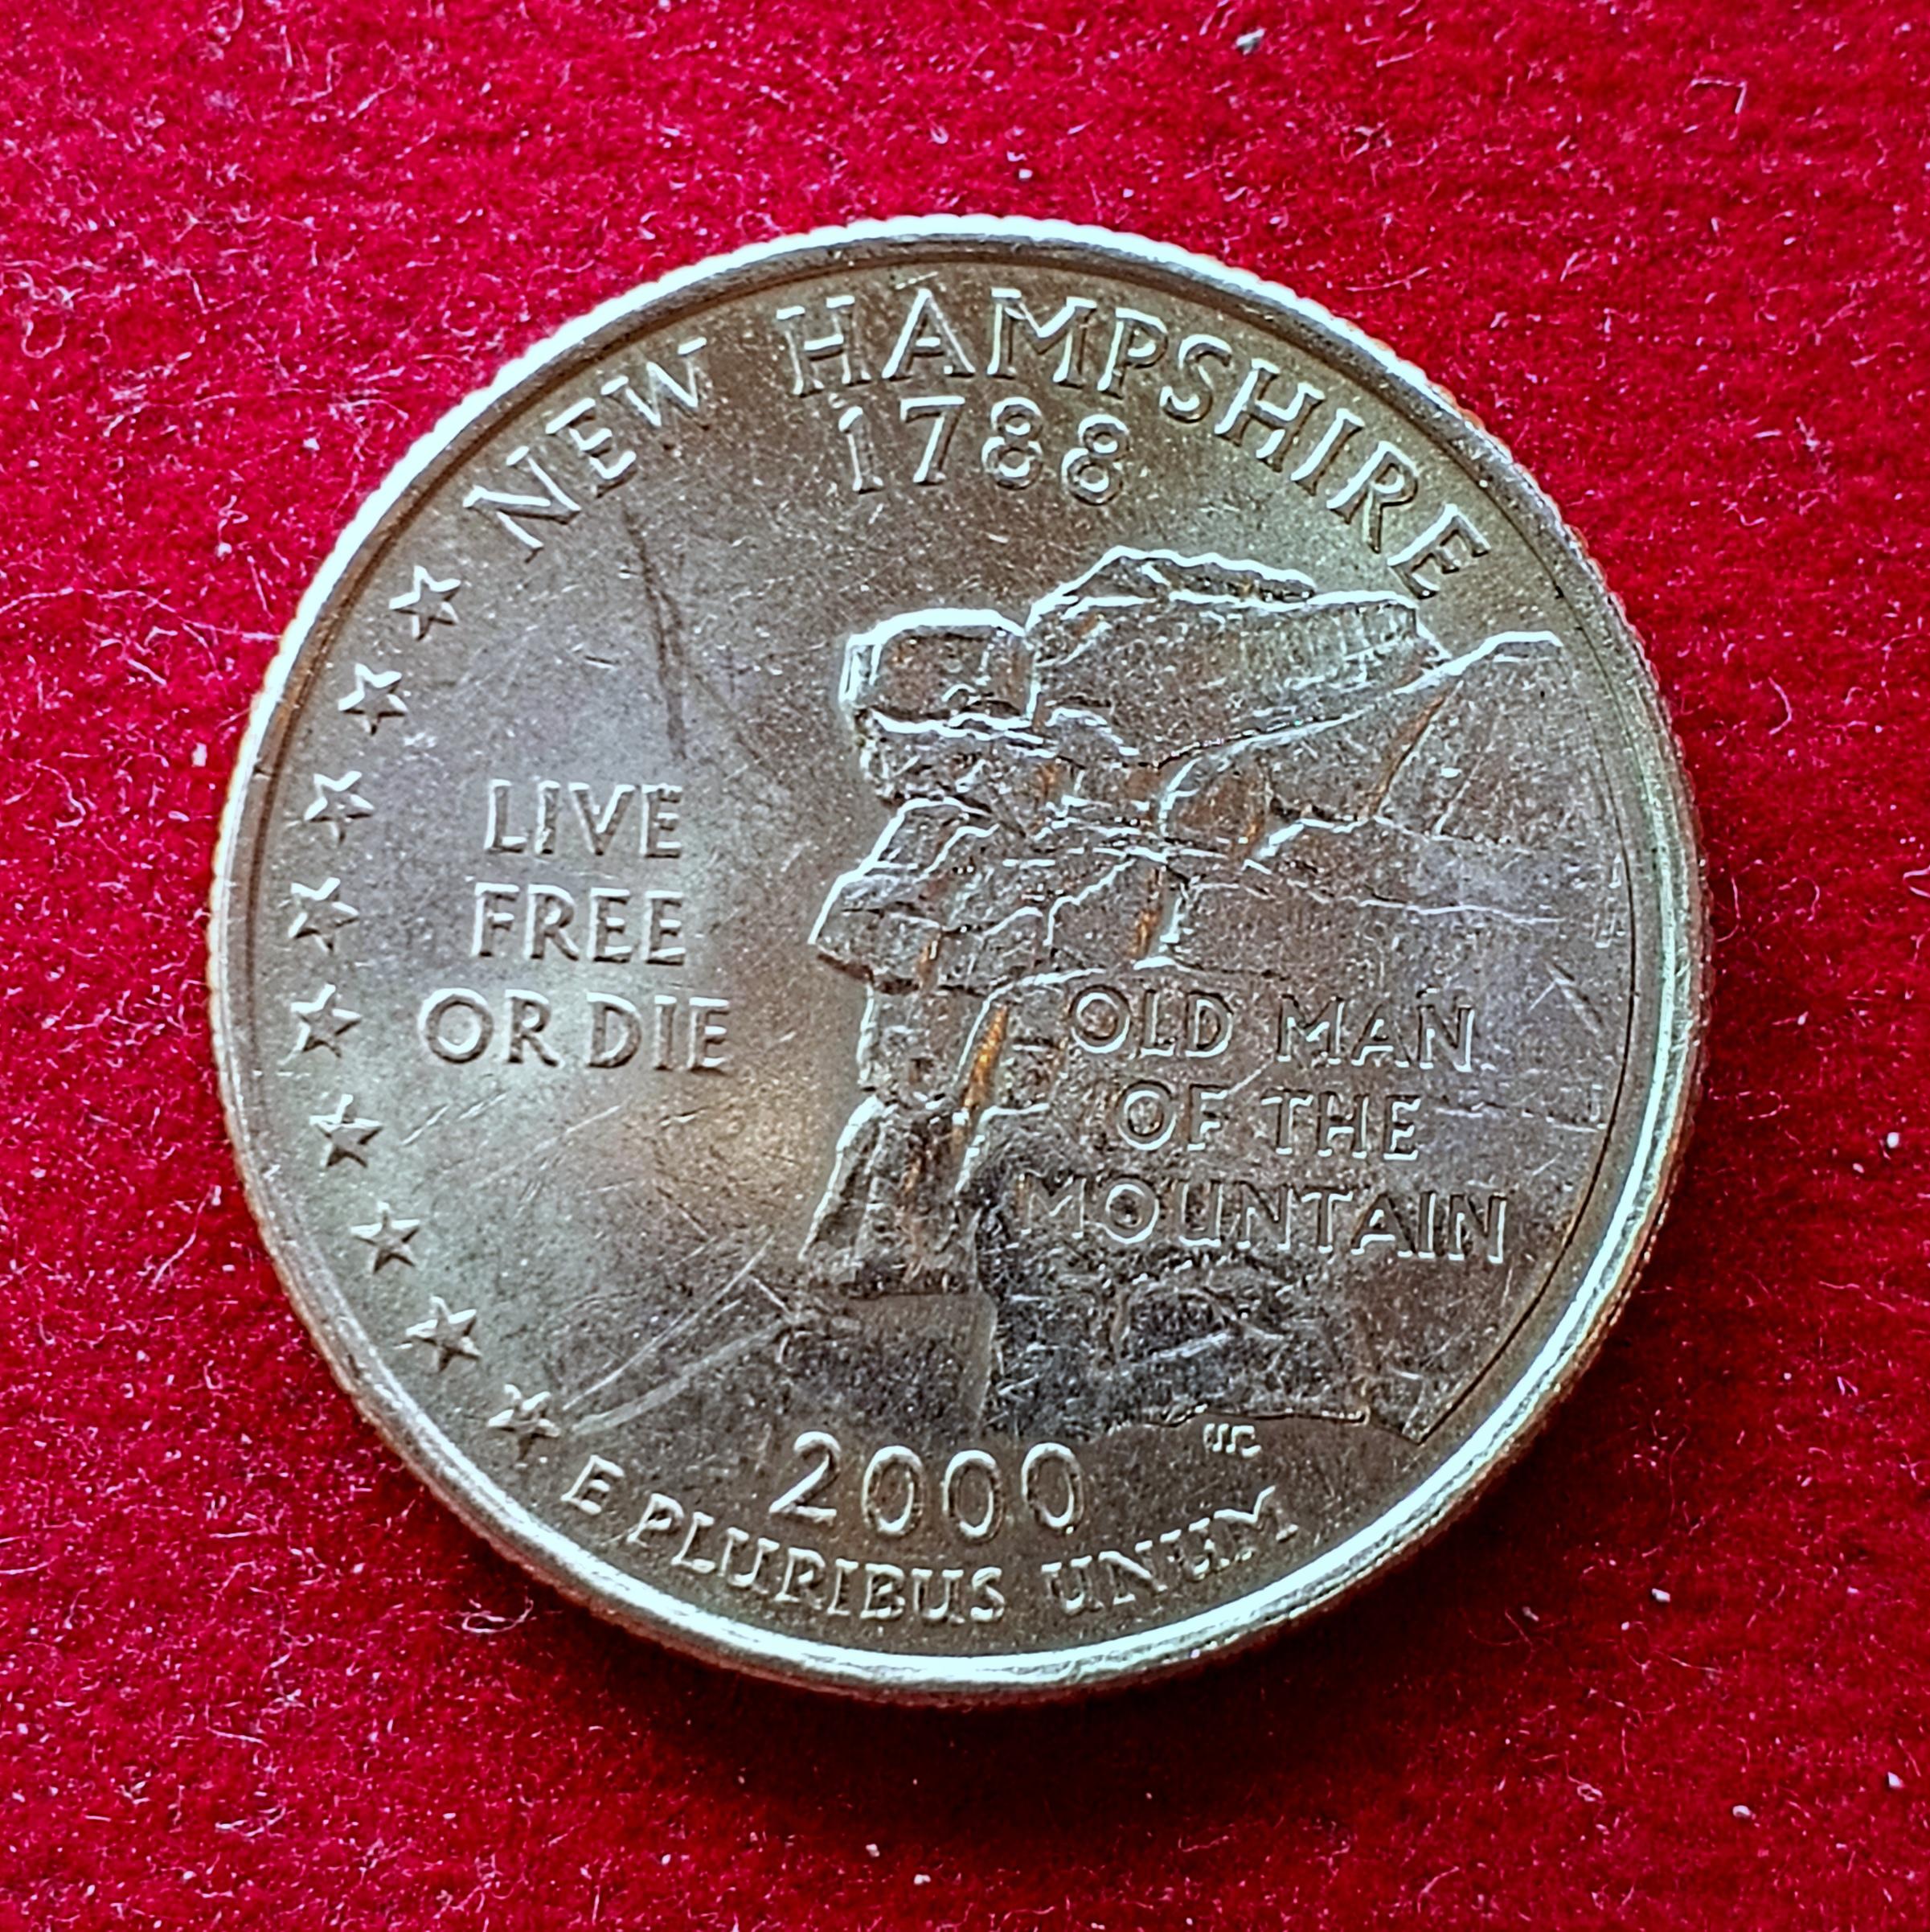 NEW HAMPSHIRE
1788
LIVE
FREE
OR DIE
OLD MAN
OF THE
MOUNTAIN
2000
E PLURIBUS UNUM